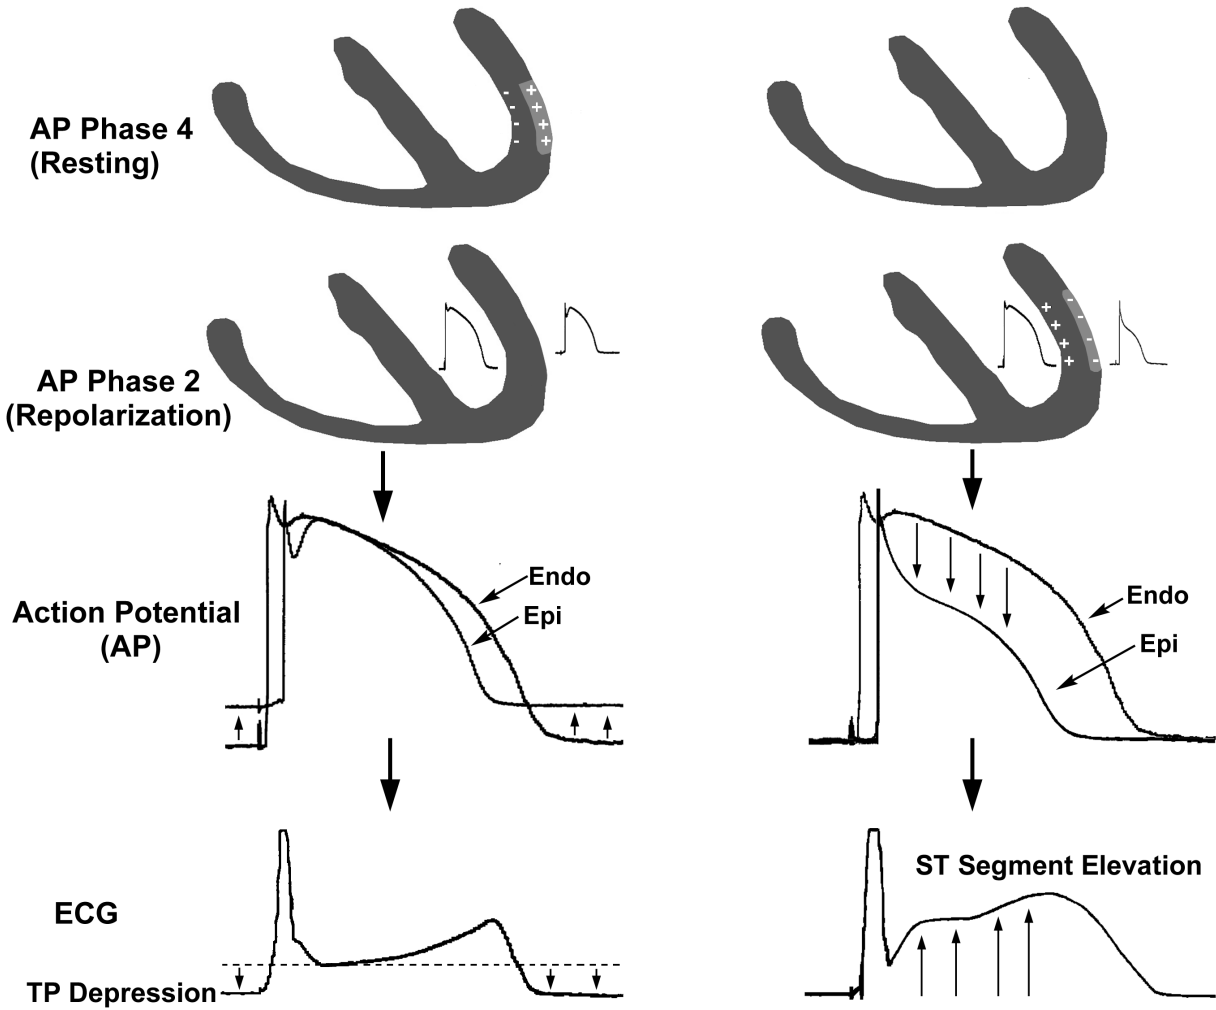 AP Phase 4
(Resting)
- +
- +
- +
- +
AP Phase 2
(Repolarization)
+ -
+ -
+ -
+ -
Action Potential
(AP)
Endo
Epi
Endo
Epi
ECG
TP Depression
ST Segment Elevation